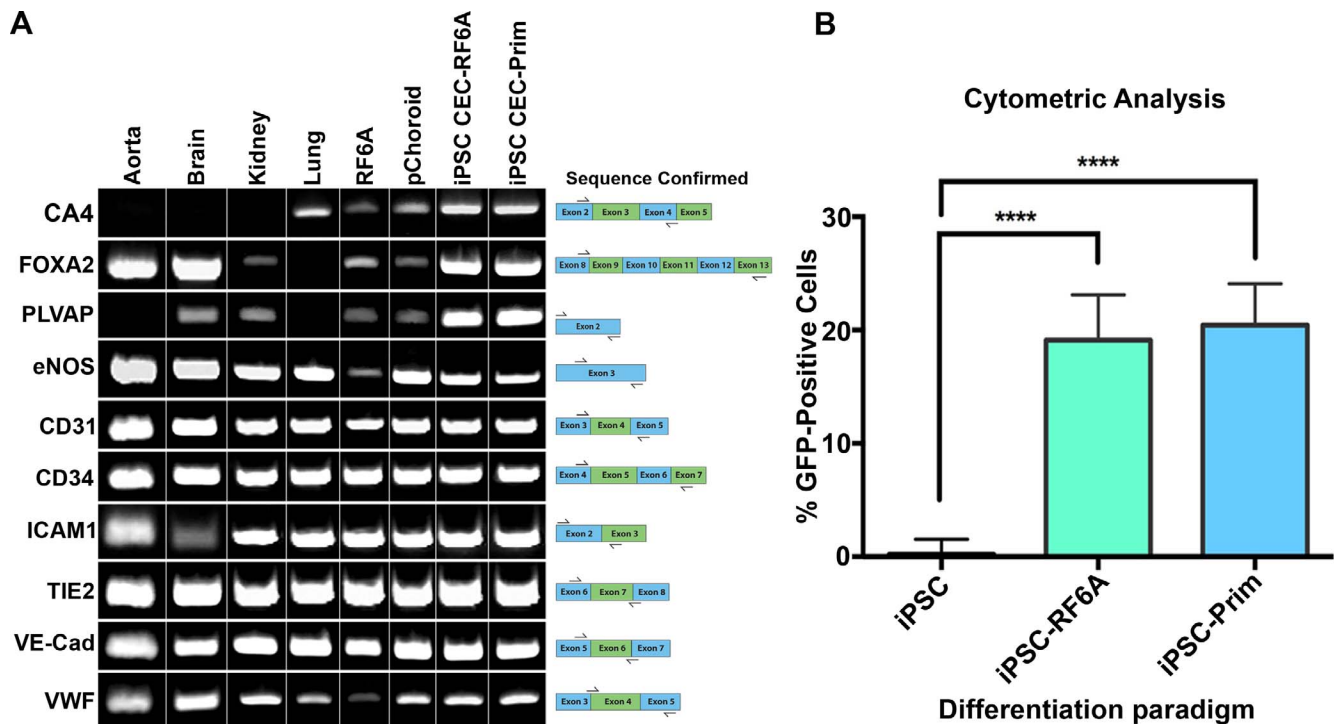 A
Aorta
Brain
Kidney
Lung
RF6A
pChoroid
iPSC CEC-RF6A
iPSC CEC-Prim
Sequence Confirmed
CA4
Exon 2 Exon 3 Exon 4 Exon 5
FOXA2
Exon 8 Exon 9 Exon 10 Exon 11 Exon 12 Exon 13
PLVAP
Exon 2
eNOS
Exon 3
CD31
Exon 3 Exon 4 Exon 5
CD34
Exon 4 Exon 5 Exon 6 Exon 7
ICAM1
Exon 2 Exon 3
TIE2
Exon 6 Exon 7 Exon 8
VE-Cad
Exon 5 Exon 6 Exon 7
VWF
Exon 3 Exon 4 Exon 5
B
Cytometric Analysis
****
****
% GFP-Positive Cells
30
20
10
0
iPSC
iPSC-RF6A
iPSC-Prim
Differentiation paradigm